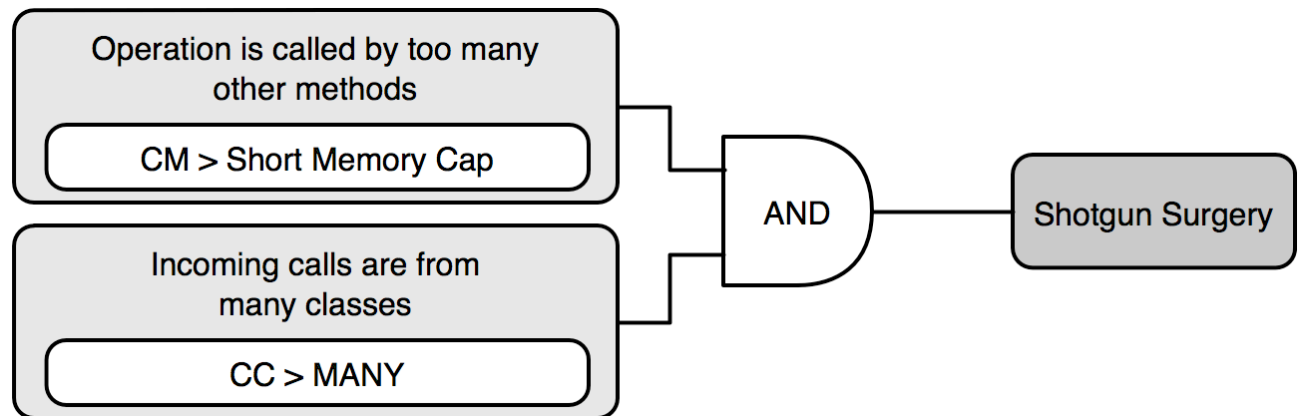 Operation is called by too many
other methods
CM > Short Memory Cap
AND
Shotgun Surgery
Incoming calls are from
many classes
CC > MANY